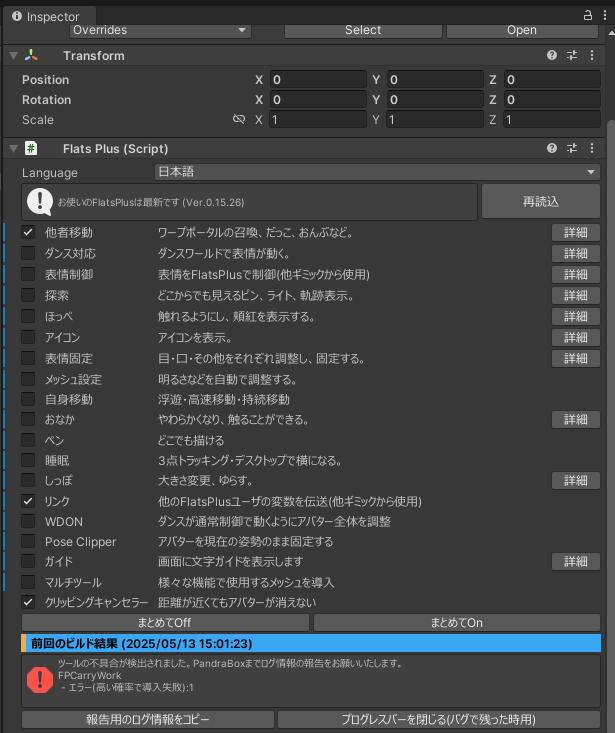 Inspector
Overrides Select Open
Transform
Position X 0 Y 0 Z 0
Rotation X 0 Y 0 Z 0
Scale X 1 Y 1 Z 1
# Flats Plus (Script)
Language 日本語
お使いのFlatsPlusは最新です (Ver.0.15.26) 再読込
他者移動 ワープポータルの召喚、だっこ、おんぶなど。 詳細
ダンス対応 ダンスワールドで表情が動く。 詳細
表情制御 表情をFlatsPlusで制御(他ギミックから使用) 詳細
探索 どこからでも見えるピン、ライト、軌跡表示。 詳細
ほっぺ 触れるようにし、頬紅を表示する。 詳細
アイコン アイコンを表示。 詳細
表情固定 目・口・その他をそれぞれ調整し、固定する。 詳細
メッシュ設定 明るさなどを自動で調整する。
自身移動 浮遊・高速移動・持続移動
おなか やわらかくなり、触ることができる。 詳細
ペン どこでも描ける
睡眠 3点トラッキング・デスクトップで横になる。
しっぽ 大きさ変更、ゆらす。 詳細
リンク 他のFlatsPlusユーザの変数を伝送(他ギミックから使用)
WDON ダンスが通常制御で動くようにアバター全体を調整
Pose Clipper アバターを現在の姿勢のまま固定する
ガイド 画面に文字ガイドを表示します 詳細
マルチツール 様々な機能で使用するメッシュを導入
クリッピングキャンセラー 距離が近くてもアバターが消えない
まとめてOff まとめてOn
前回のビルド結果 (2025/05/13 15:01:23)
ツールの不具合が検出されました。PandraBoxまでログ情報の報告をお願いいたします。
FPCarryWork
- エラー(高い確率で導入失敗):1
報告用のログ情報をコピー プログレスバーを閉じる(バグで残った時用)